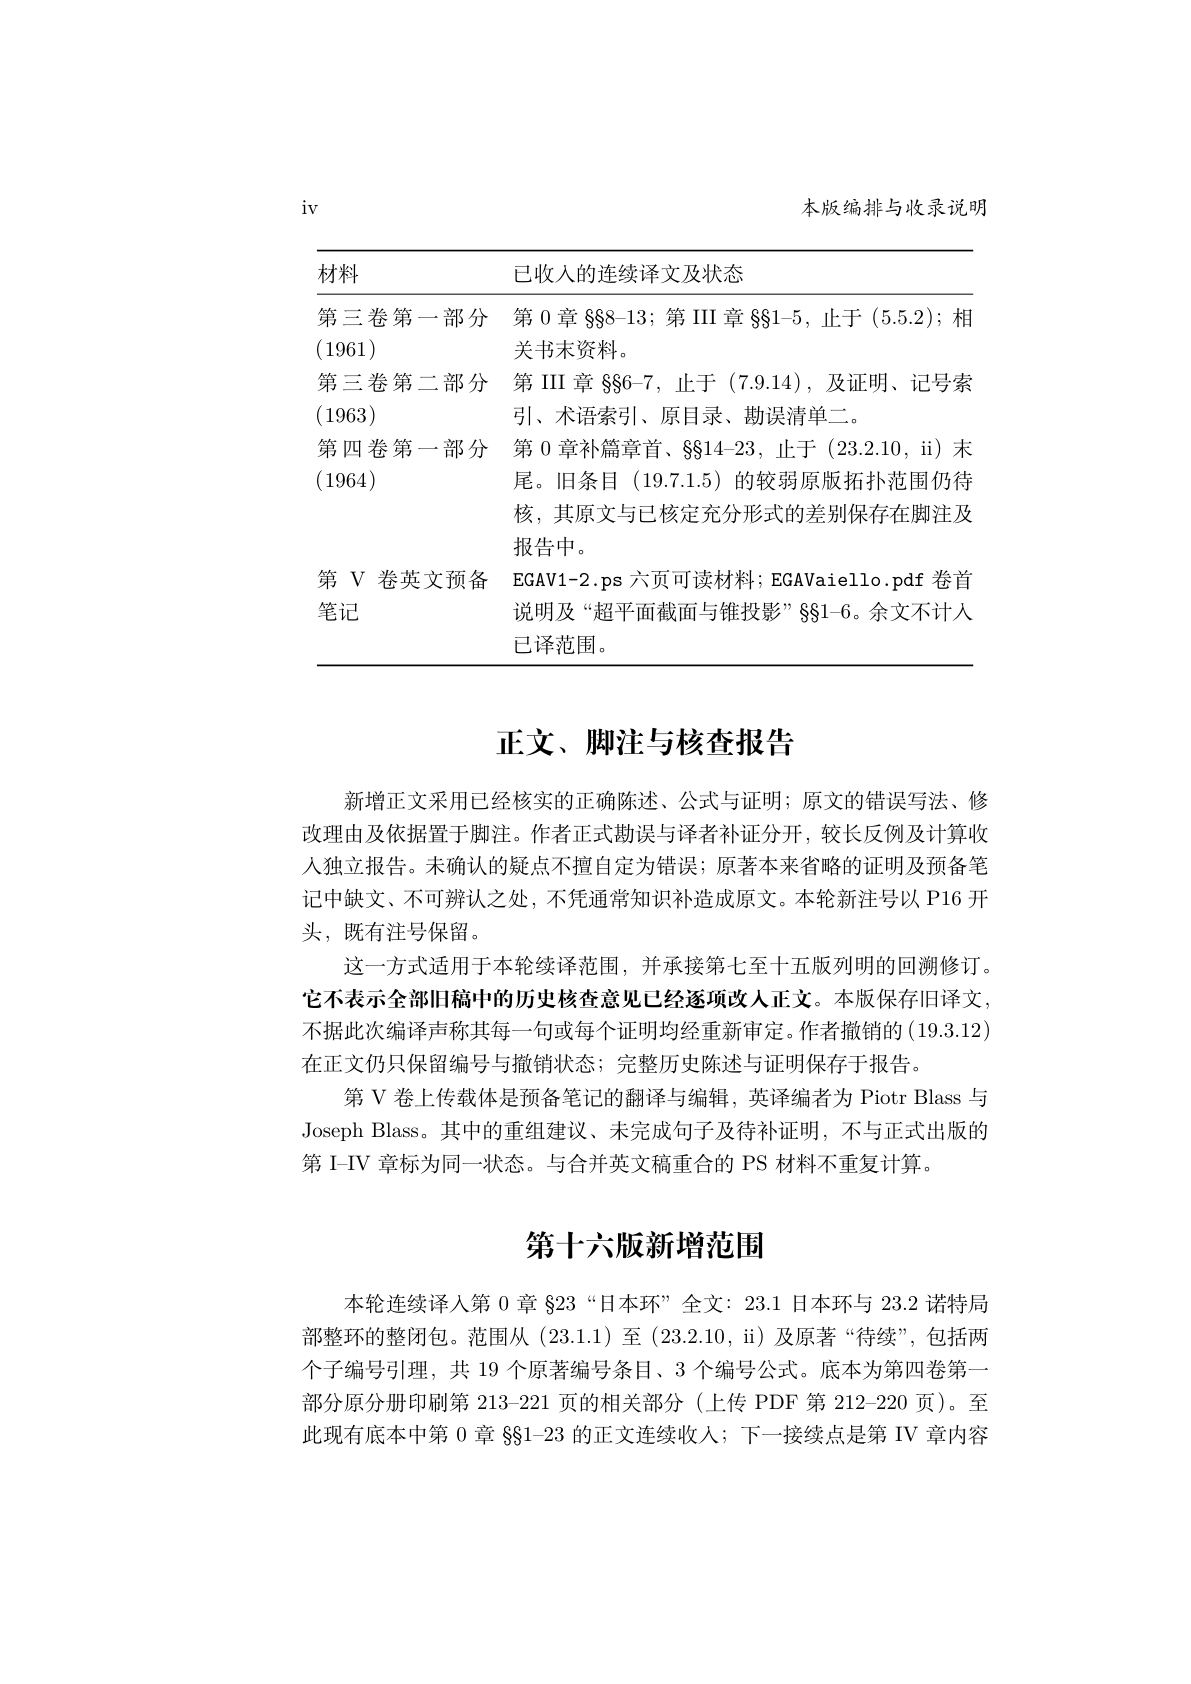 iv 本版编排与收录说明
材料 已收入的连续译文及状态
第三卷第一部分 第 0 章 §§8–13; 第 III 章 §§1–5, 止于 (5.5.2); 相
(1961) 关书末资料。
第三卷第二部分 第 III 章 §§6–7, 止于 (7.9.14), 及证明、记号索
(1963) 引、术语索引、原目录、勘误清单二。
第四卷第一部分 第 0 章补篇章首、§§14–23, 止于 (23.2.10, ii) 末
(1964) 尾。旧条目 (19.7.1.5) 的较弱原版拓扑范围仍待
核, 其原文与已核定充分形式的差别保存在脚注及
报告中。
第 V 卷英文预备 EGAV1-2.ps 六页可读材料; EGAVaiello.pdf 卷首
笔记 说明及 “超平面截面与锥投影” §§1–6。余文不计入
已译范围。
正文、脚注与核查报告
新增正文采用已经核实的正确陈述、公式与证明; 原文的错误写法、修
改理由及依据置于脚注。作者正式勘误与译者补证分开, 较长反例及计算收
入独立报告。未确认的疑点不擅自定为错误; 原著本来省略的证明及预备笔
记中缺文、不可辨认之处, 不凭通常知识补造成原文。本轮新注号以 P16 开
头, 既有注号保留。
这一方式适用于本轮续译范围, 并承接第七至十五版列明的回溯修订。
它不表示全部旧稿中的历史核查意见已经逐项改入正文。本版保存旧译文,
不据此次编译声称其每一句或每个证明均经重新审定。作者撤销的 (19.3.12)
在正文仍只保留编号与撤销状态; 完整历史陈述与证明保存于报告。
第 V 卷上传载体是预备笔记的翻译与编辑, 英译编者为 Piotr Blass 与
Joseph Blass。其中的重组建议、未完成句子及待补证明, 不与正式出版的
第 I–IV 章标为同一状态。与合并英文稿重合的 PS 材料不重复计算。
第十六版新增范围
本轮连续译入第 0 章 §23 “日本环” 全文: 23.1 日本环与 23.2 诺特局
部整环的整闭包。范围从 (23.1.1) 至 (23.2.10, ii) 及原著 “待续”, 包括两
个子编号引理, 共 19 个原著编号条目、3 个编号公式。底本为第四卷第一
部分原分册印刷第 213–221 页的相关部分 (上传 PDF 第 212–220 页)。至
此现有底本中第 0 章 §§1–23 的正文连续收入; 下一接续点是第 IV 章内容